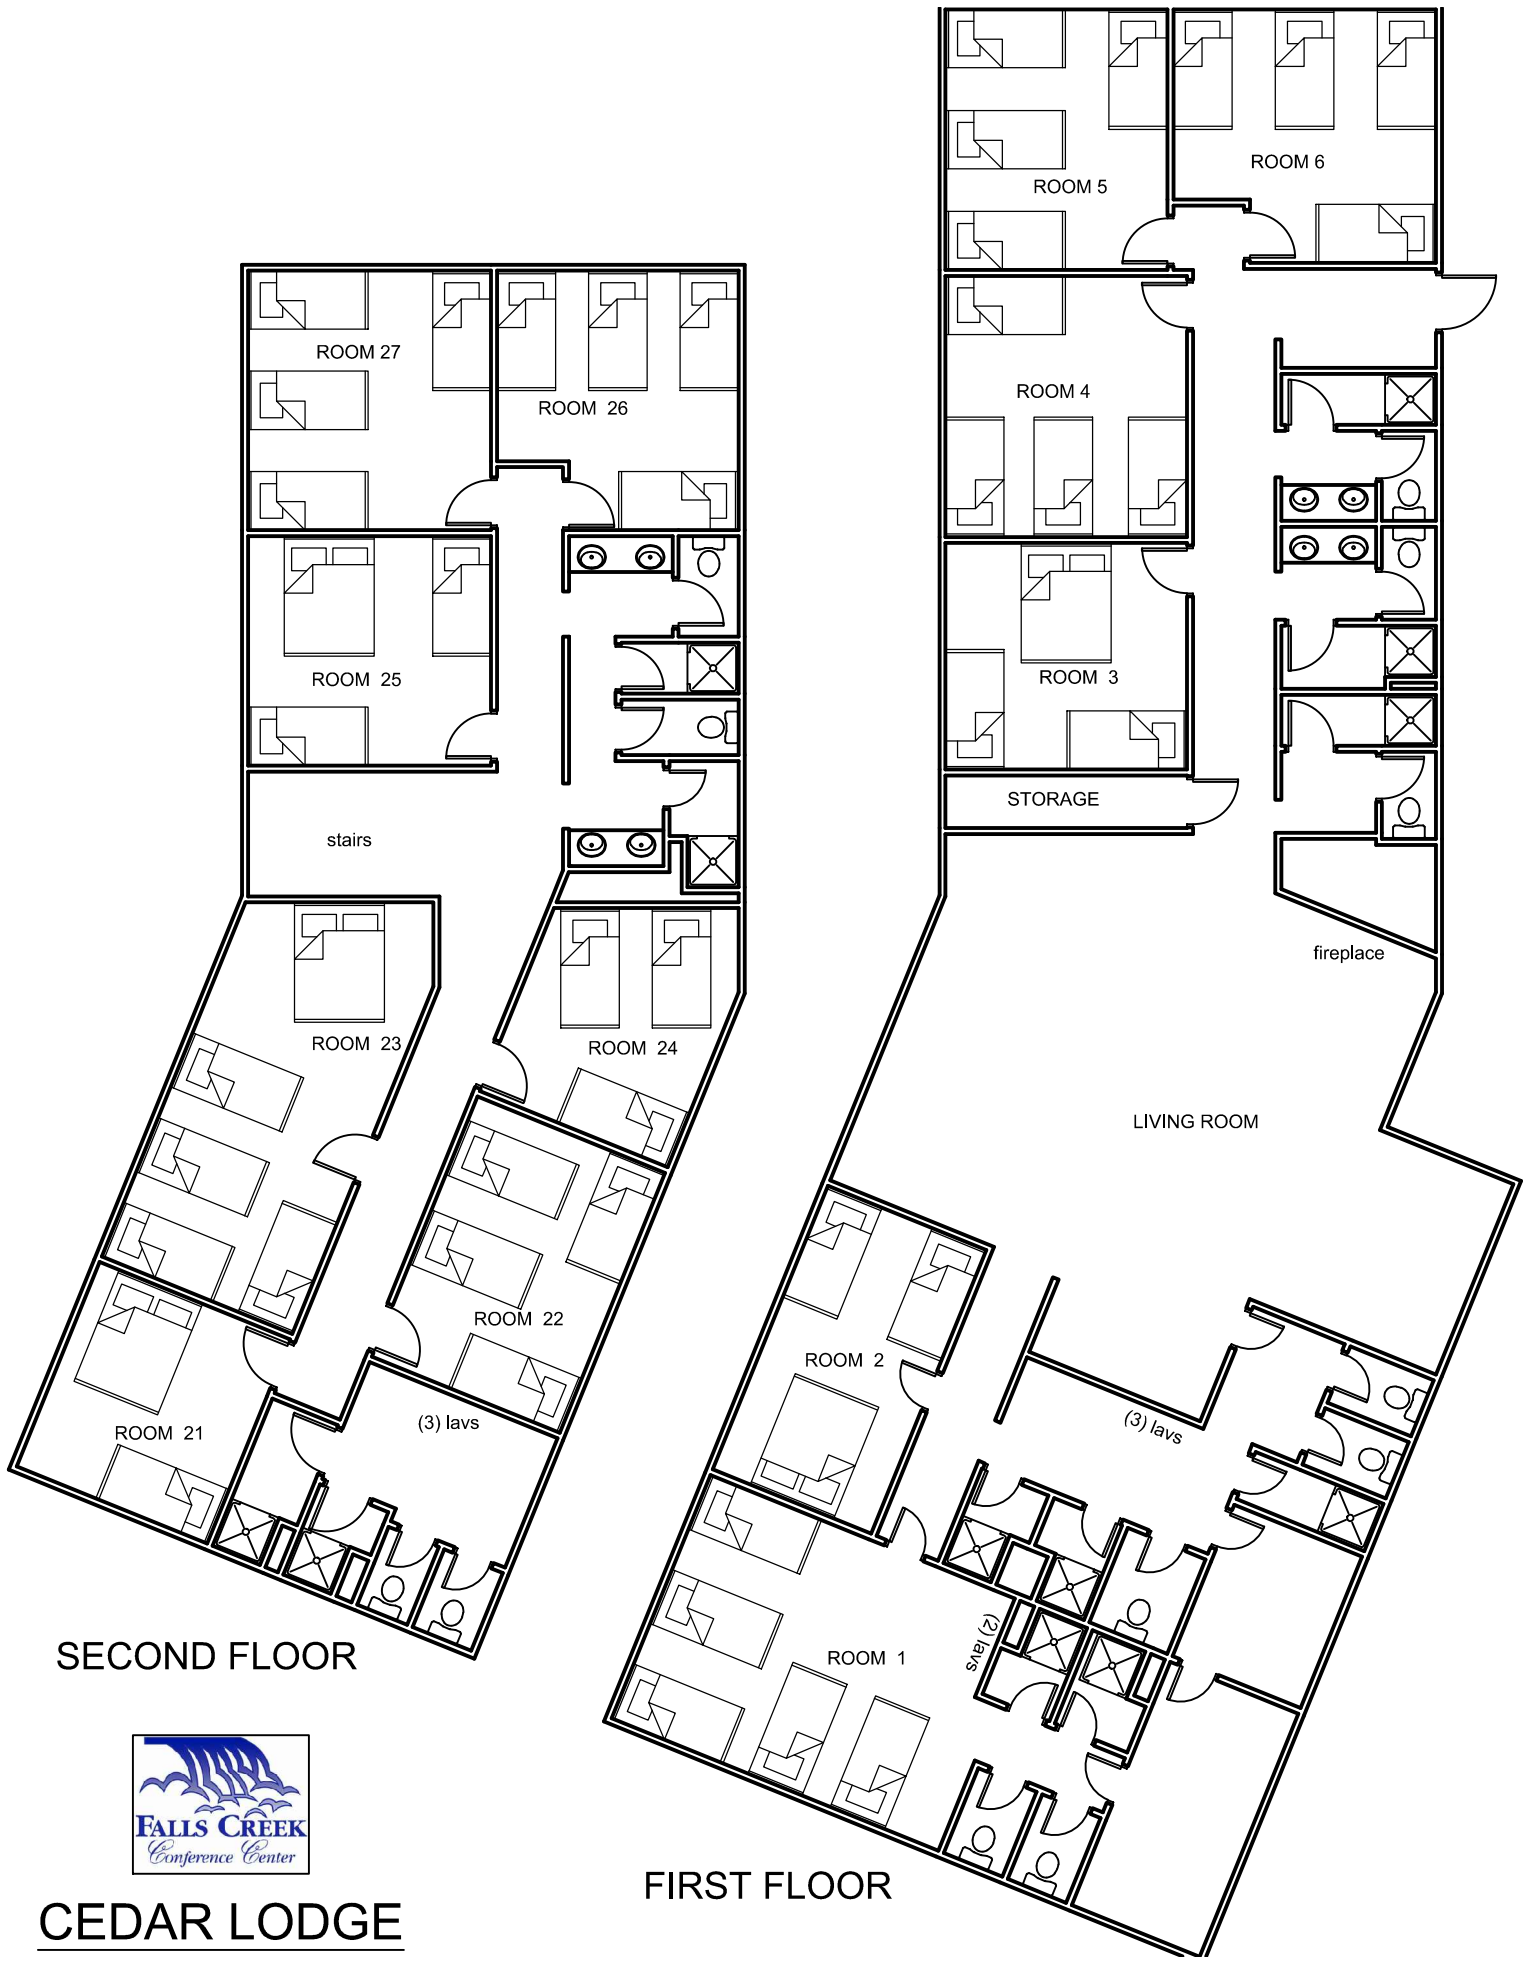 ROOM 5
ROOM 6
ROOM 27
ROOM 26
ROOM 4
ROOM 25
ROOM 3
STORAGE
stairs
fireplace
ROOM 23
ROOM 24
LIVING ROOM
ROOM 22
ROOM 2
(3) lavs
ROOM 21
(3) lavs
(2) lavs
ROOM 1
SECOND FLOOR
FALLS CREEK
Conference Center
FIRST FLOOR
CEDAR LODGE